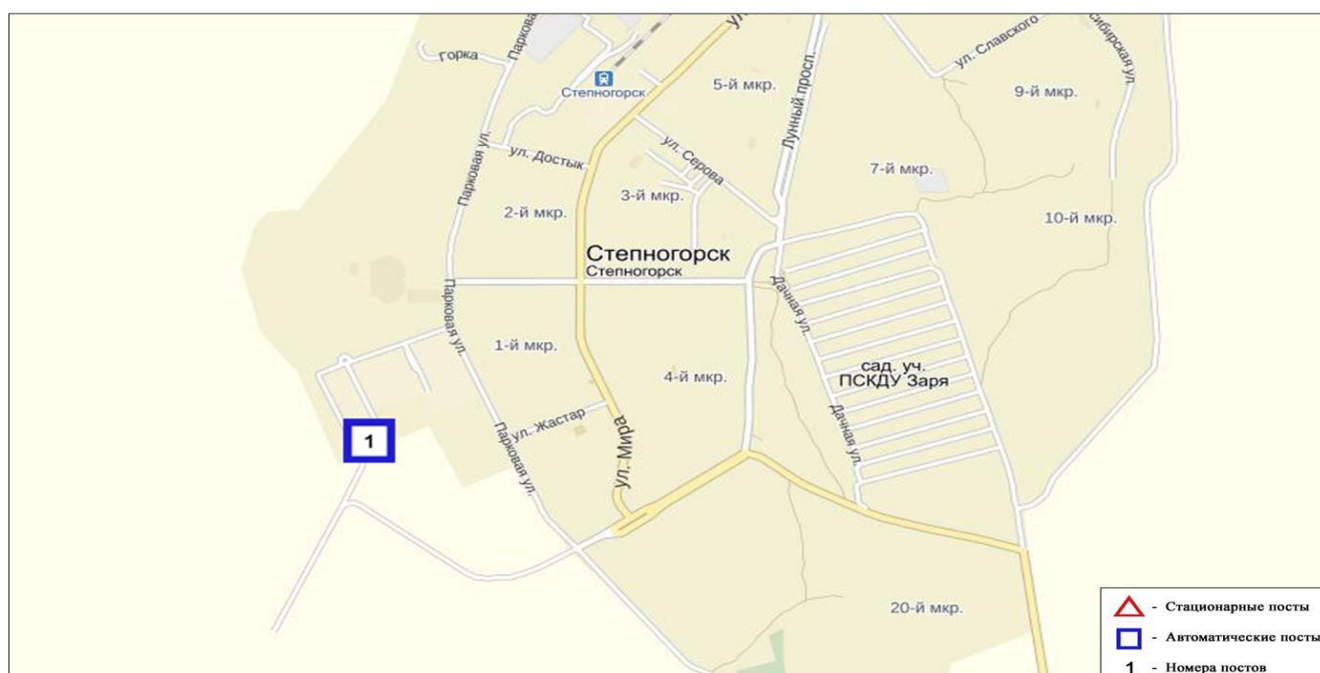 Парковая
ул.
сибирская ул.
ул. Славского
Горка
5-й мкр.
Лунный просп.
9-й мкр.
Степногорск
Парковая ул.
ул. Достык
ул. Серова
7-й мкр.
3-й мкр.
2-й мкр.
10-й мкр.
Степногорск
Степногорск
Парковая ул.
Дачная ул.
1-й мкр.
4-й мкр.
сад. уч.
ПСКДУ Заря
ул. Жастар
Дачная ул.
1
Парковая ул.
ул. Мира
20-й мкр.
- Стационарные посты
- Автоматические посты
1 - Номера постов